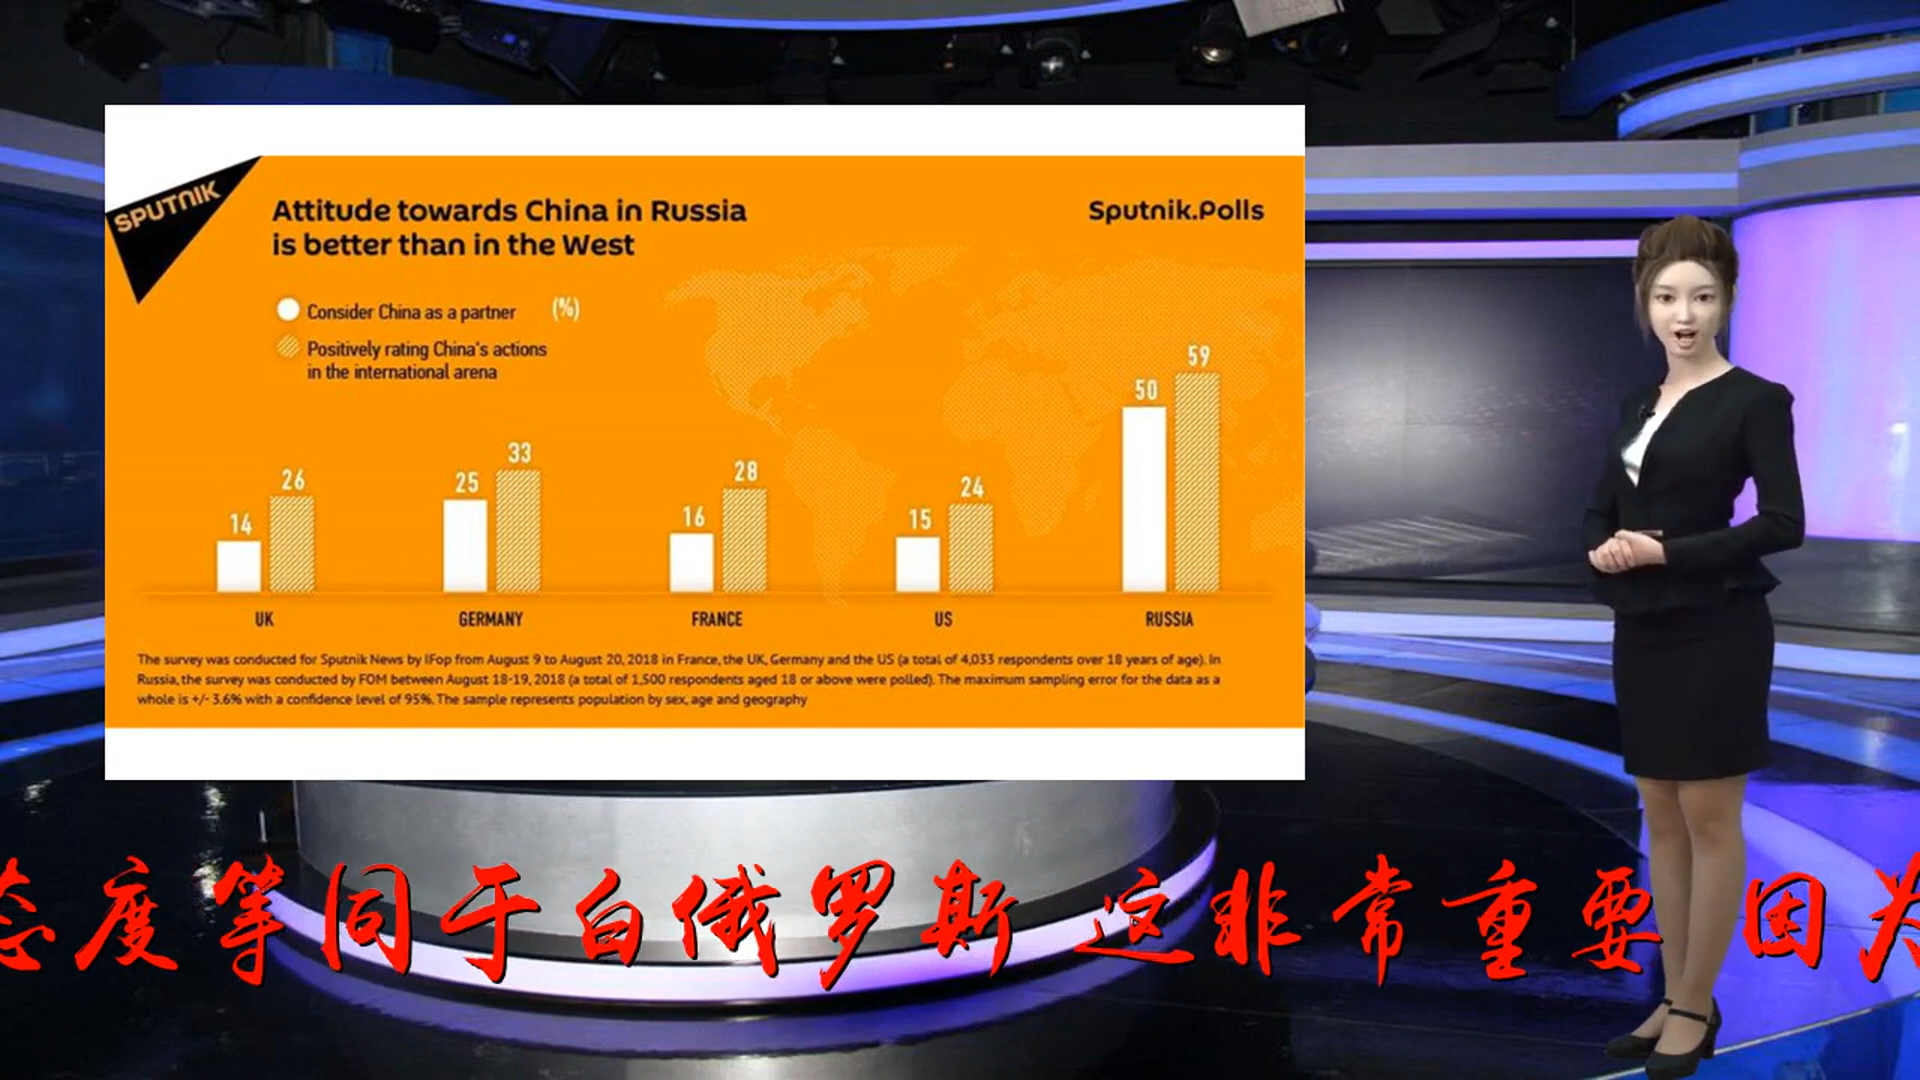 SPUTNIK
Attitude towards China in Russia
is better than in the West
Sputnik.Polls
Consider China as a partner (%)
Positively rating China's actions
in the international arena
14 26 25 33 16 28 15 24 50 59
UK GERMANY FRANCE US RUSSIA
The survey was conducted for Sputnik News by IFop from August 9 to August 20, 2018 in France, the UK, Germany and the US (a total of 4,033 respondents over 18 years of age). In
Russia, the survey was conducted by FOM between August 18-19, 2018 (a total of 1,500 respondents aged 18 or above were polled). The maximum sampling error for the data as a
whole is +/- 3.6% with a confidence level of 95%. The sample represents population by sex, age and geography
态度等同于白俄罗斯 这非常重要 因为